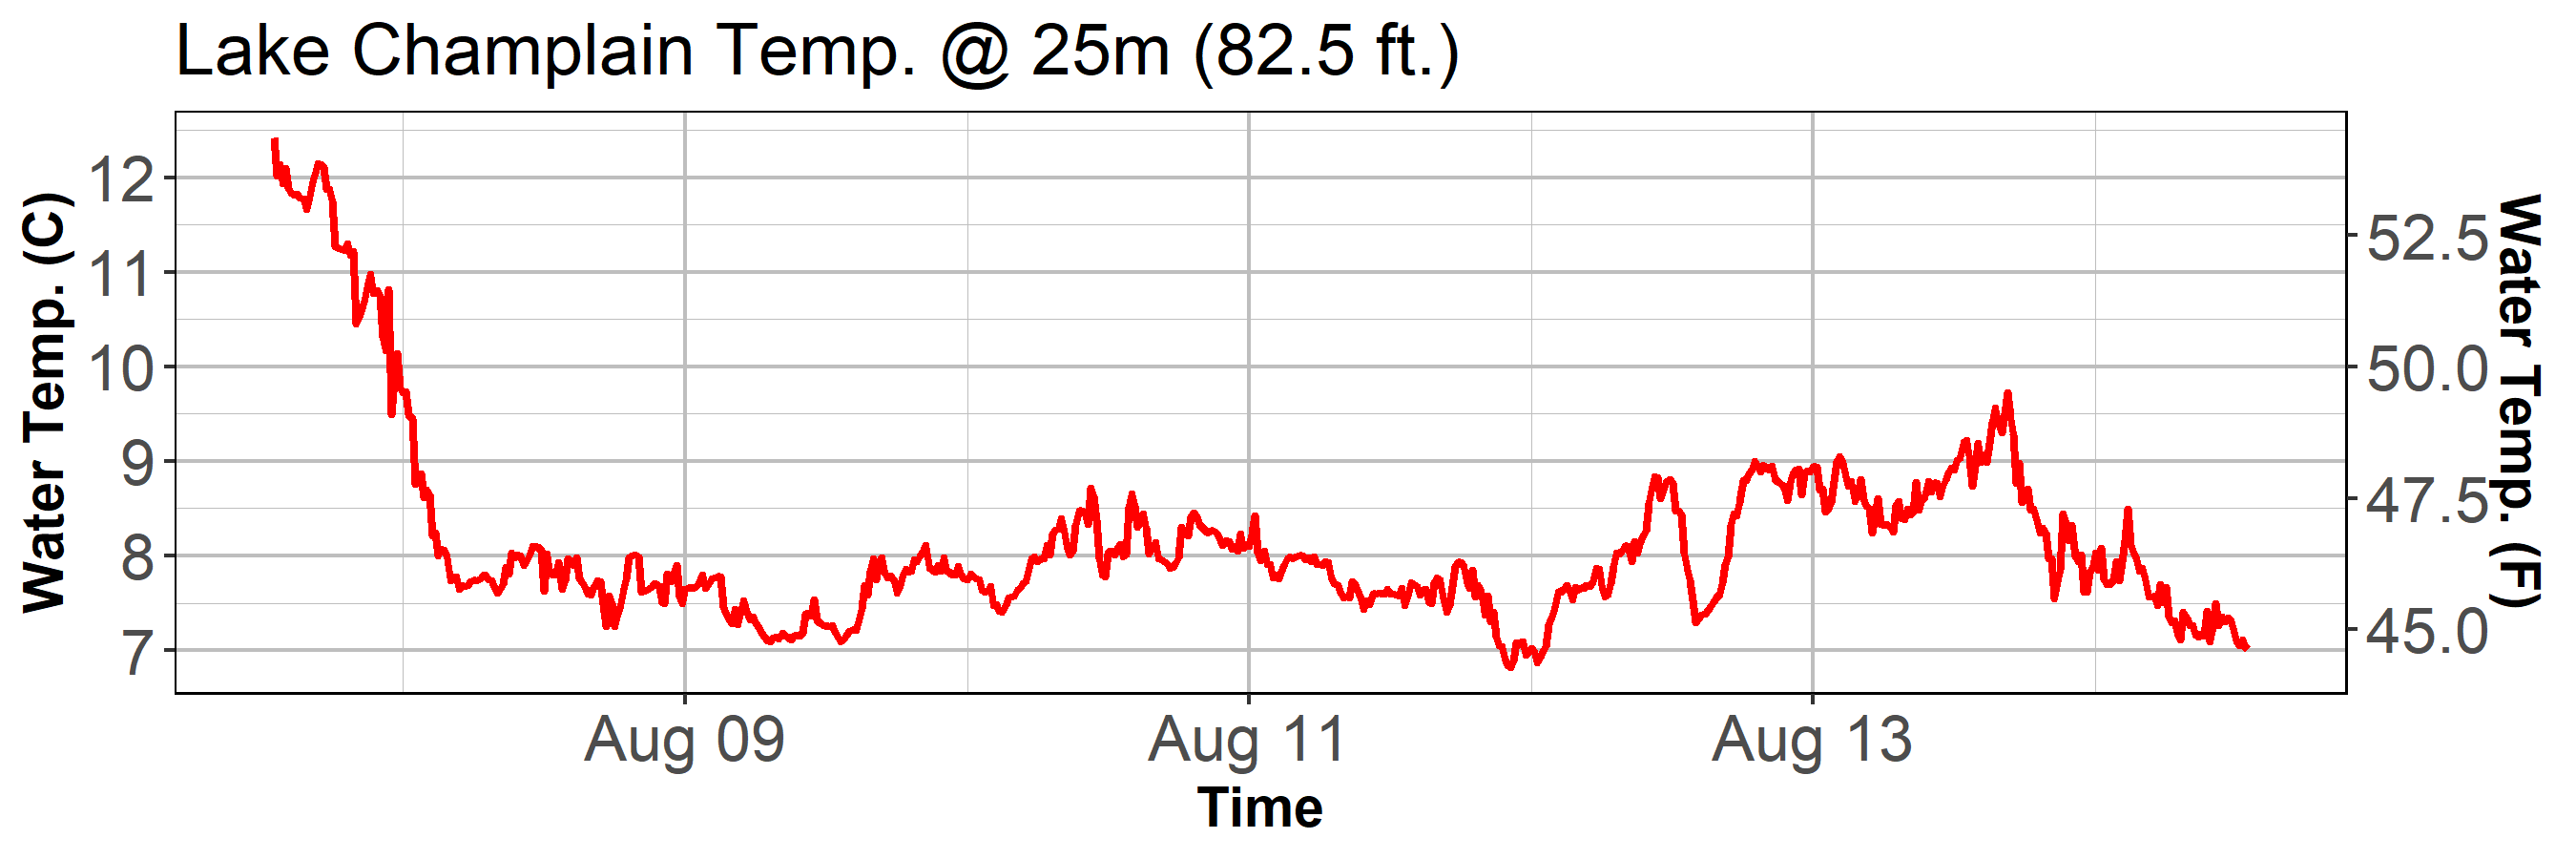 Lake Champlain Temp. @ 25m (82.5 ft.)
Water Temp. (C)
12
11
10
9
8
7
52.5
50.0
47.5
45.0
Water Temp. (F)
Aug 09
Aug 11
Aug 13
Time